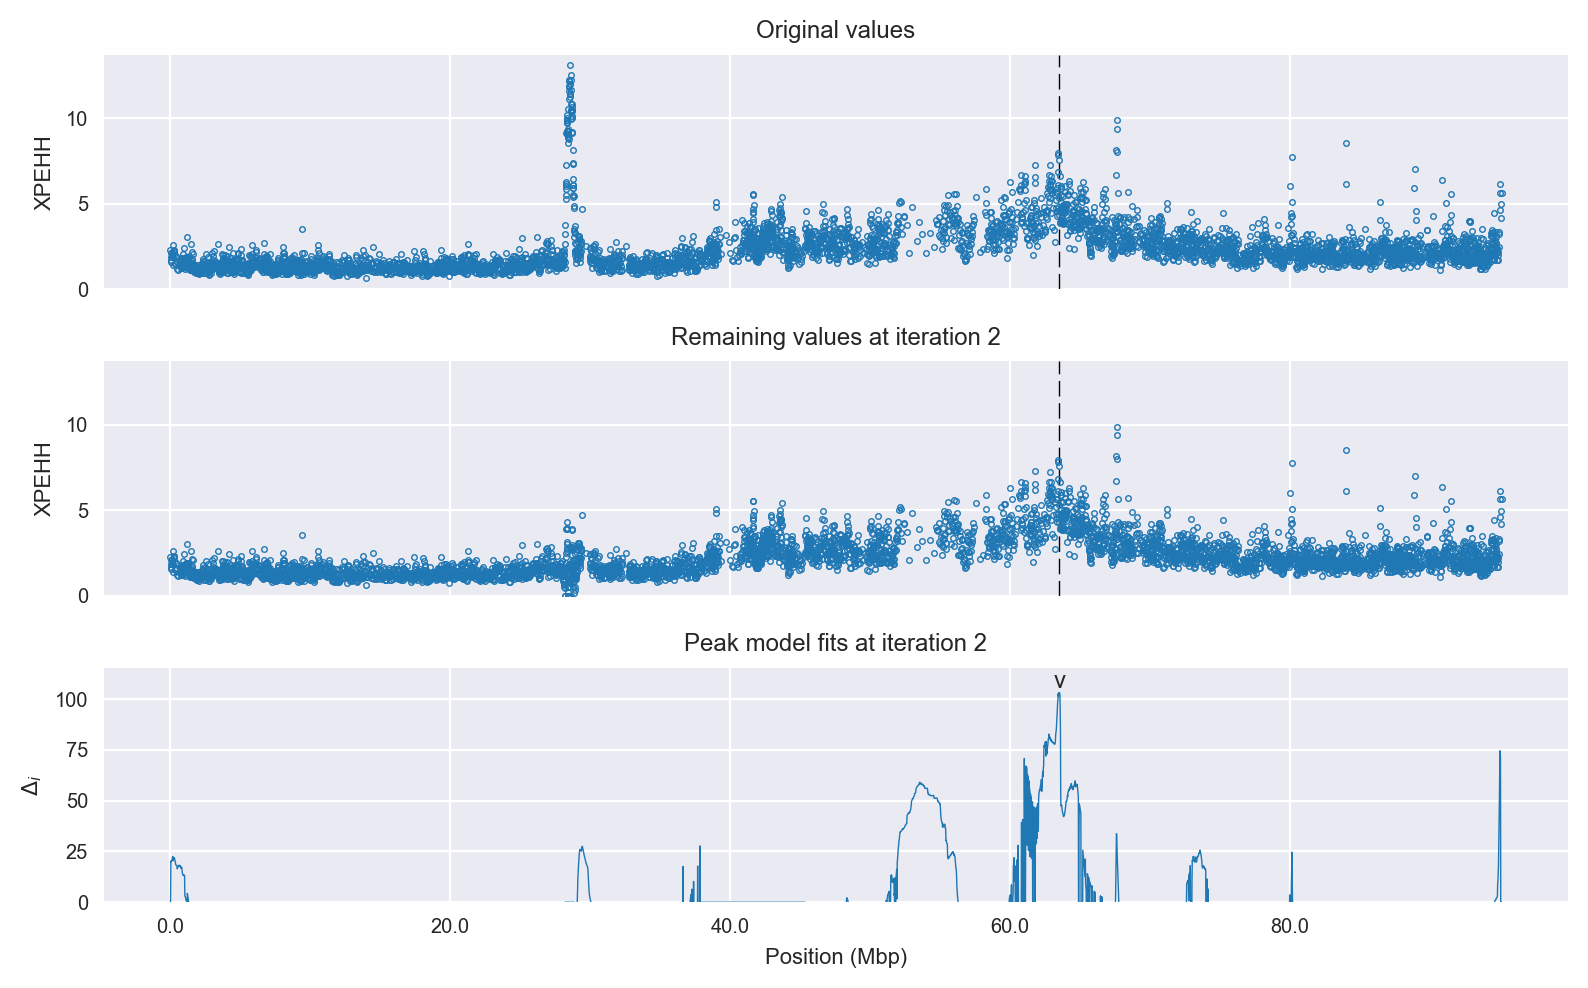 Original values
10
5
0
XPEHH
Remaining values at iteration 2
10
5
0
XPEHH
Peak model fits at iteration 2
v
100
75
50
25
0
Δi
0.0 20.0 40.0 60.0 80.0
Position (Mbp)